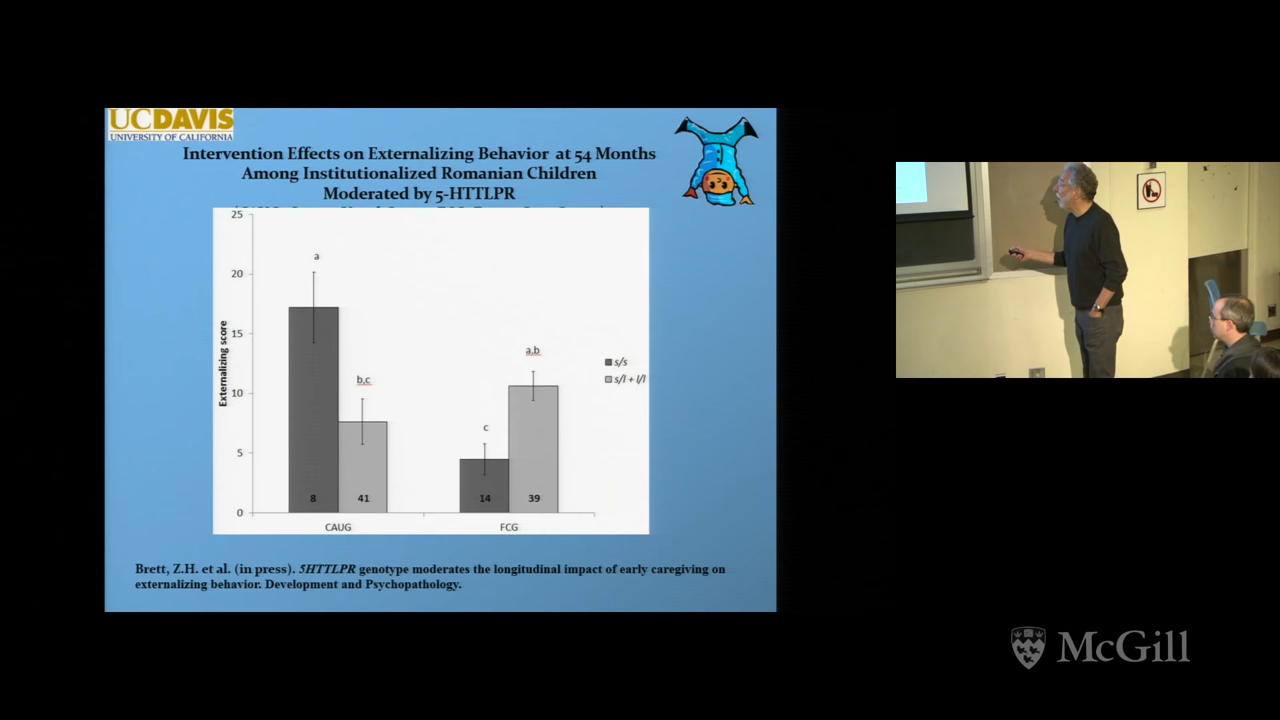 UCDAVIS
UNIVERSITY OF CALIFORNIA
Intervention Effects on Externalizing Behavior at 54 Months
Among Institutionalized Romanian Children
Moderated by 5-HTTLPR
Externalizing score
25
20
15
10
5
0
a
b,c
a,b
c
8
41
14
39
CAUG
FCG
s/s
s/l + l/l
Brett, Z.H. et al. (in press). 5HTTLPR genotype moderates the longitudinal impact of early caregiving on
externalizing behavior. Development and Psychopathology.
McGill